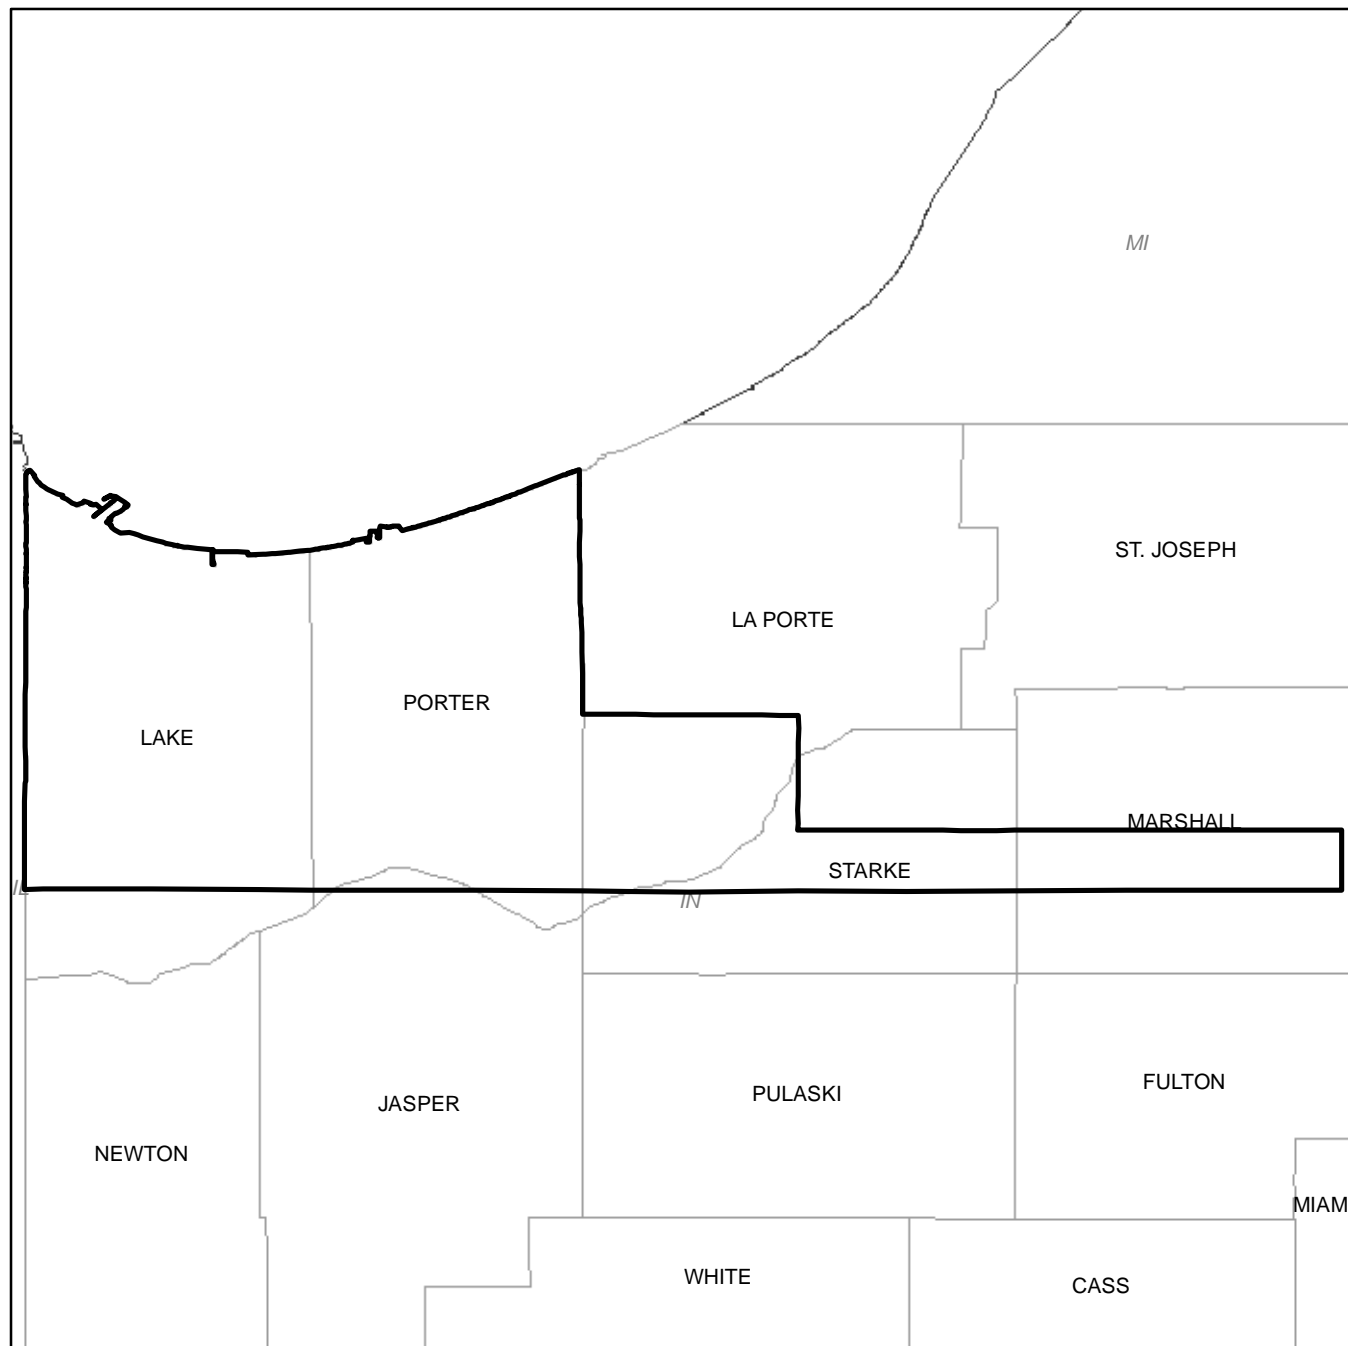 MI
ST. JOSEPH
LA PORTE
PORTER
LAKE
MARSHALL
STARKE
IL
IN
FULTON
PULASKI
JASPER
NEWTON
MIAM
WHITE
CASS